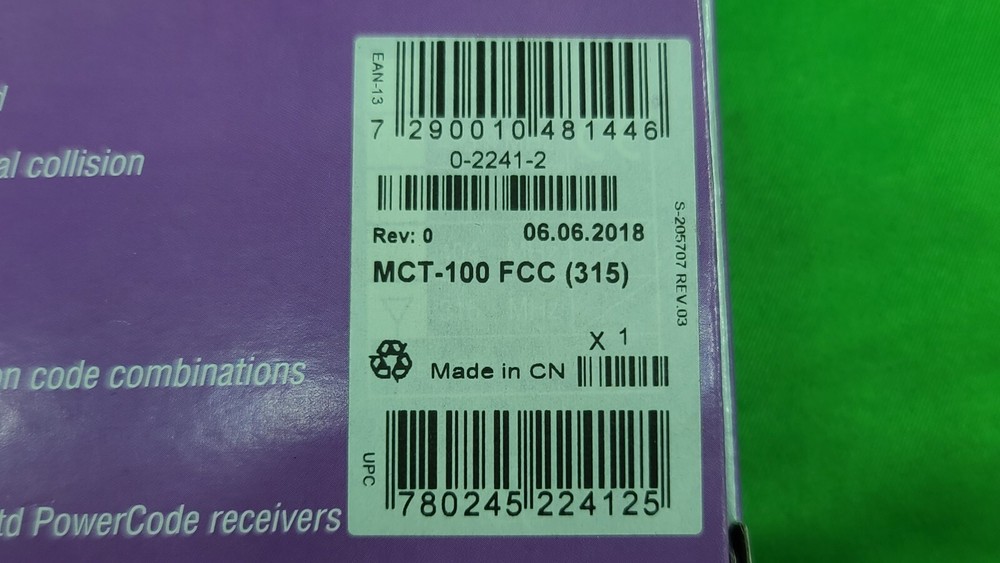 al collision
on code combinations
td PowerCode receivers
EAN-13
7 290010 481446
0-2241-2
Rev: 0 06.06.2018
MCT-100 FCC (315)
S-205707 REV.03
X 1
Made in CN
UPC
780245 224125